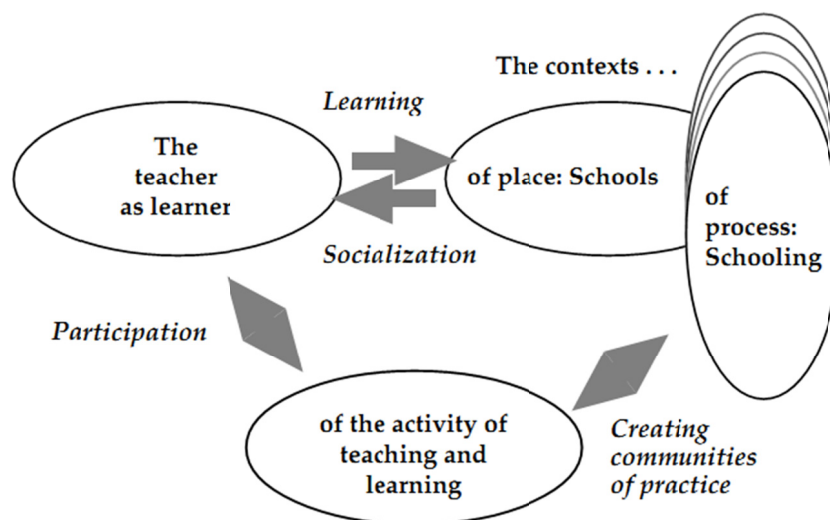 The contexts . . .
Learning
The
teacher
as learner
of place: Schools
of
process:
Schooling
Socialization
Participation
of the activity of
teaching and
learning
Creating
communities
of practice